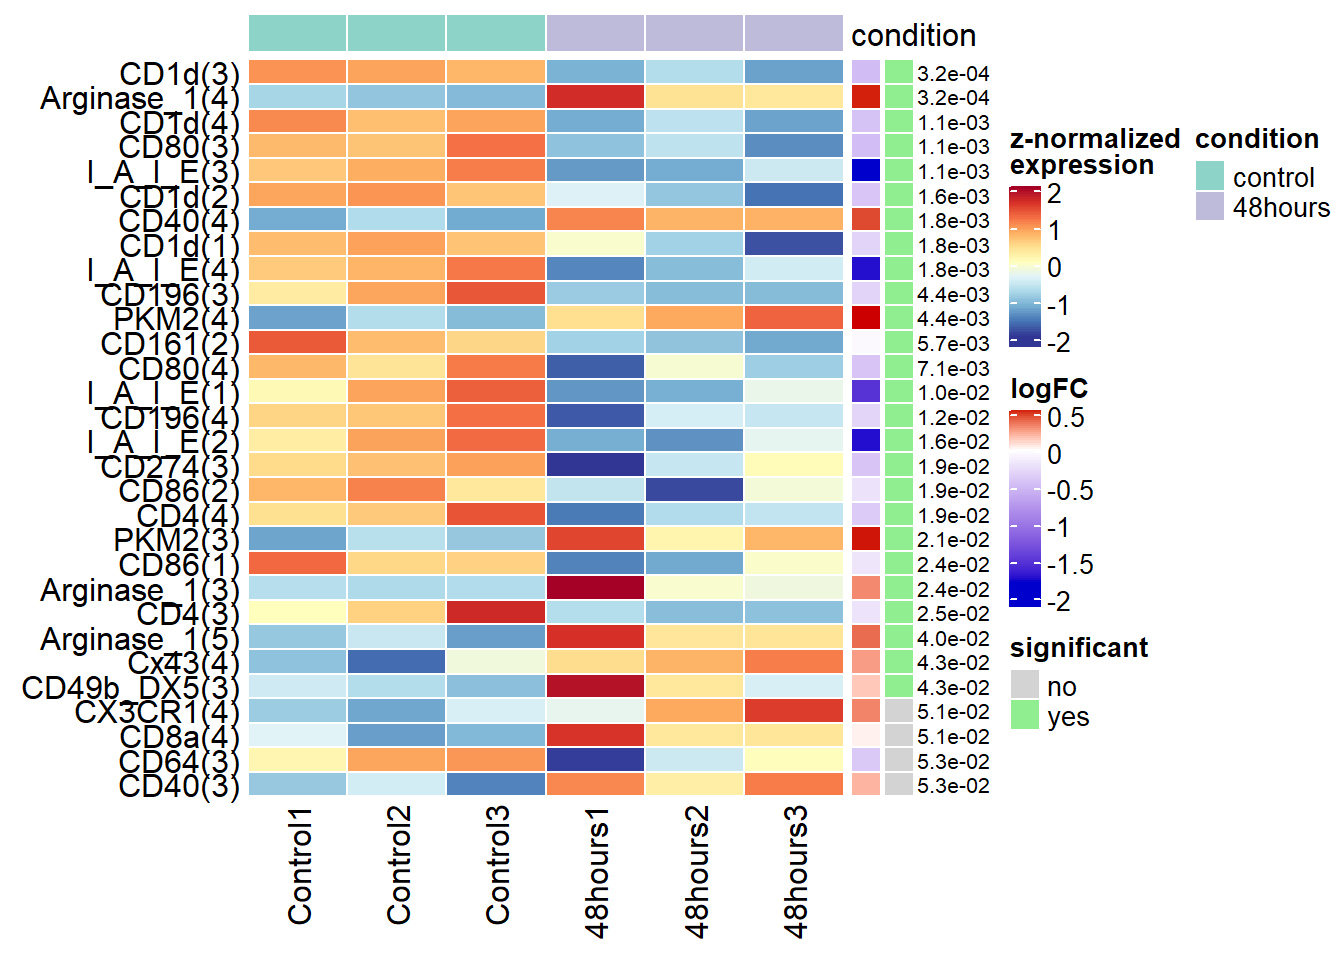 condition
CD1d(3) 3.2e-04
Arginase_1(4) 3.2e-04
CD1d(4) 1.1e-03
CD80(3) 1.1e-03
I_A_I_E(3) 1.1e-03
CD1d(2) 1.6e-03
CD40(4) 1.8e-03
CD1d(1) 1.8e-03
I_A_I_E(4) 1.8e-03
CD196(3) 4.4e-03
PKM2(4) 4.4e-03
CD161(2) 5.7e-03
CD80(4) 7.1e-03
I_A_I_E(1) 1.0e-02
CD196(4) 1.2e-02
I_A_I_E(2) 1.6e-02
CD274(3) 1.9e-02
CD86(2) 1.9e-02
CD4(4) 1.9e-02
PKM2(3) 2.1e-02
CD86(1) 2.4e-02
Arginase_1(3) 2.4e-02
CD4(3) 2.5e-02
Arginase_1(5) 4.0e-02
Cx43(4) 4.3e-02
CD49b_DX5(3) 4.3e-02
CX3CR1(4) 5.1e-02
CD8a(4) 5.1e-02
CD64(3) 5.3e-02
CD40(3) 5.3e-02
Control1
Control2
Control3
48hours1
48hours2
48hours3
z-normalized
expression
2
1
0
-1
-2
logFC
0.5
0
-0.5
-1
-1.5
-2
significant
no
yes
condition
control
48hours